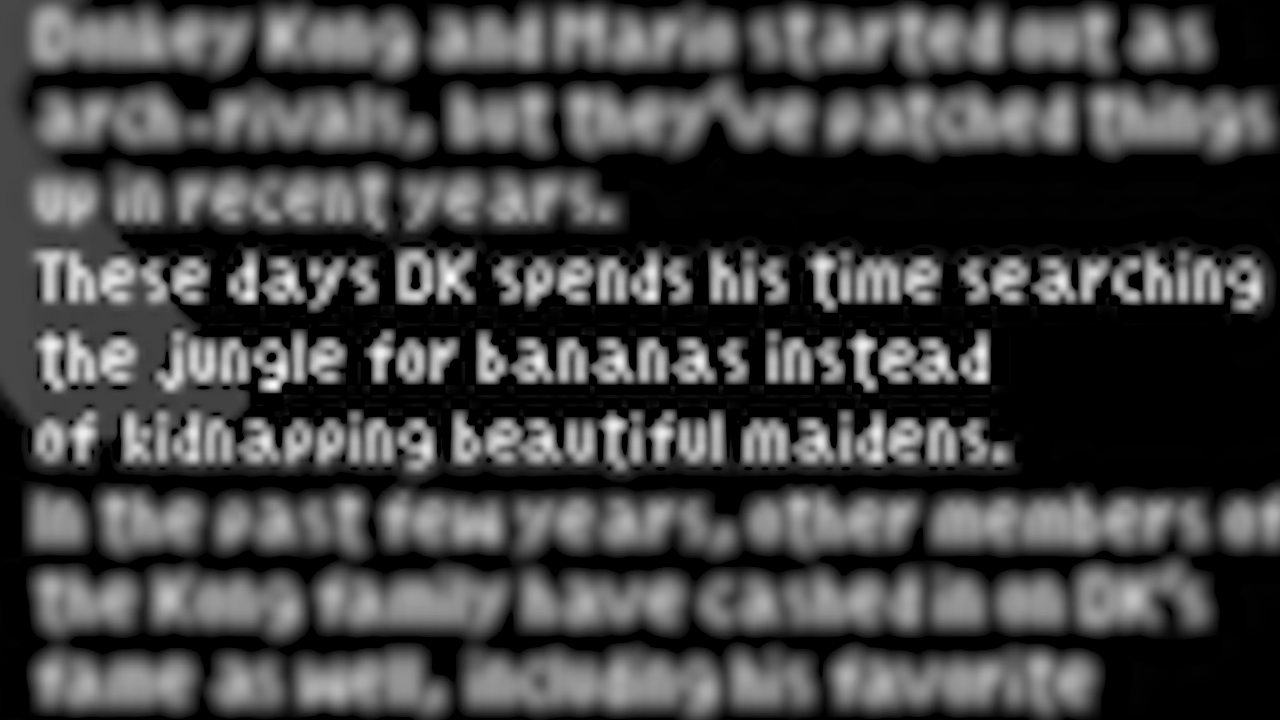 Donkey Kong and Mario started out as
arch-rivals, but they've patched things
up in recent years.
These days DK spends his time searching
the jungle for bananas instead
of kidnapping beautiful maidens.
In the past few years, other members of
the Kong family have cashed in on DK's
fame as well, including his favorite